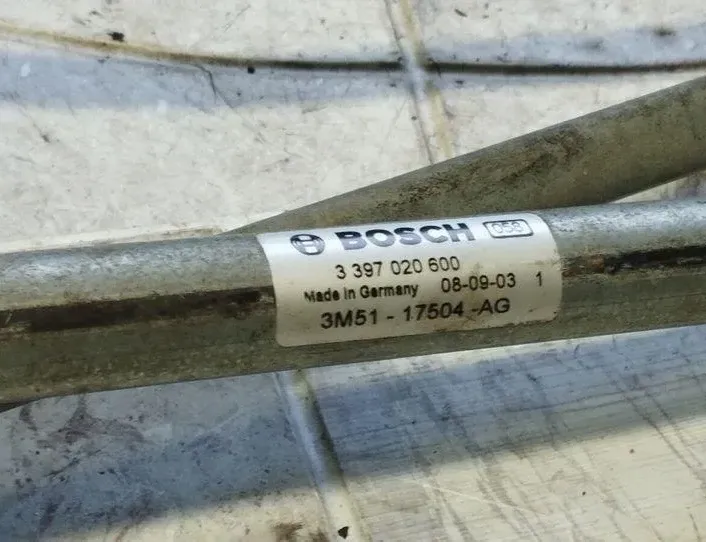 BOSCH 058
3 397 020 600
Made in Germany 08-09-03 1
3M51 - 17504 -AG